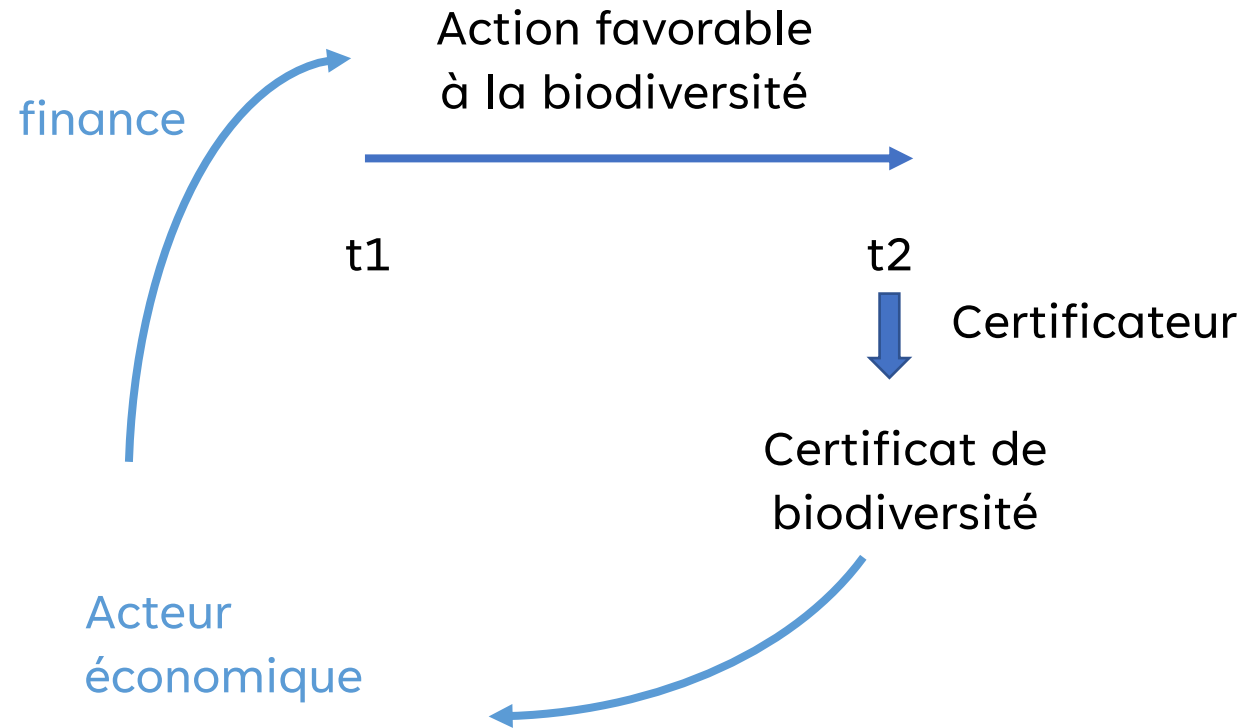 Action favorable
à la biodiversité
finance
t1
t2
Certificateur
Certificat de
biodiversité
Acteur
économique